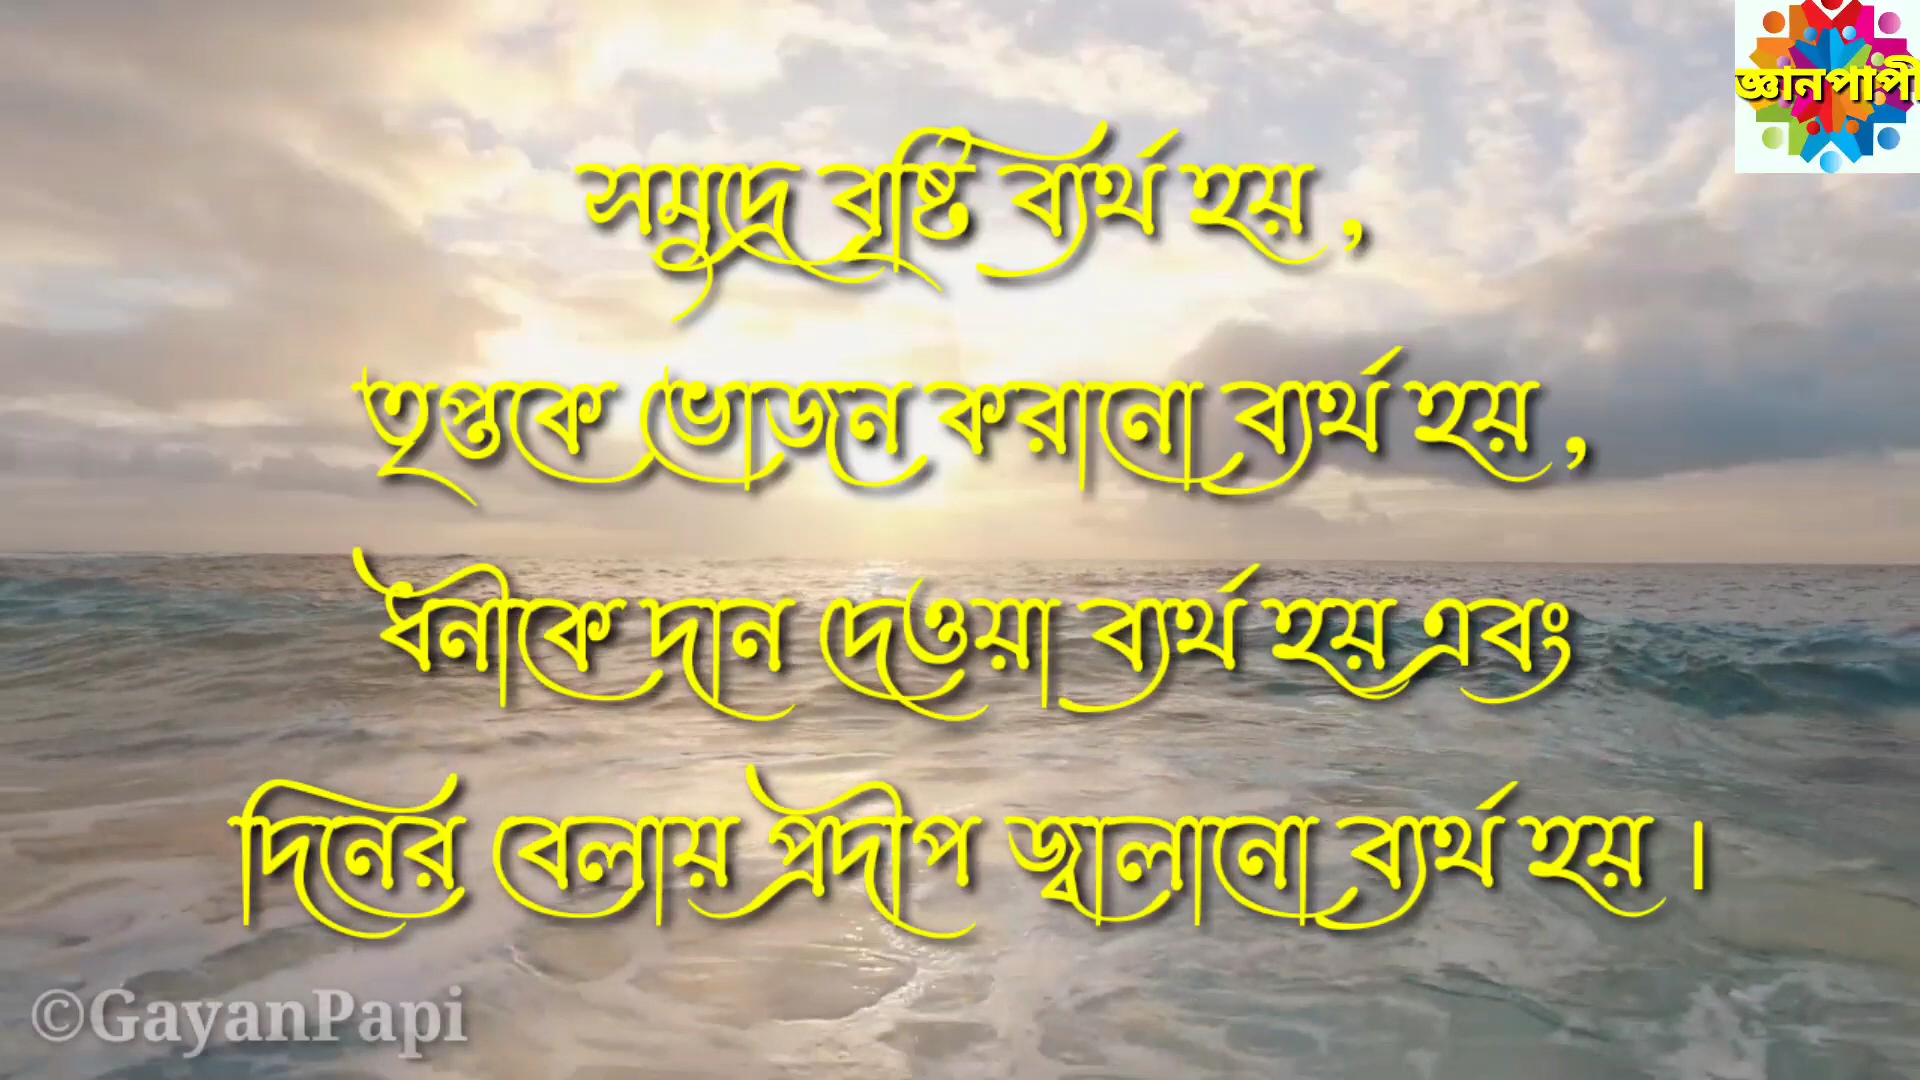 জ্ঞানপাপী
সমুদ্রে বৃষ্টি ব্যর্থ হয় ,
তৃপ্তকে ভোজন করানো ব্যর্থ হয় ,
ধনীকে দান দেওয়া ব্যর্থ হয় এবং
দিনের বেলায় প্রদীপ জ্বালানো ব্যর্থ হয় ।
©GayanPapi